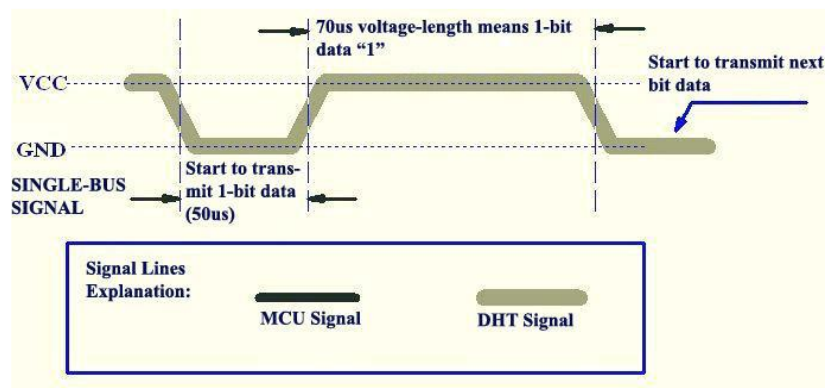 70us voltage-length means 1-bit
data “1”
Start to transmit next
bit data
VCC
GND
SINGLE-BUS
SIGNAL
Start to trans-
mit 1-bit data
(50us)
Signal Lines
Explanation:
MCU Signal
DHT Signal